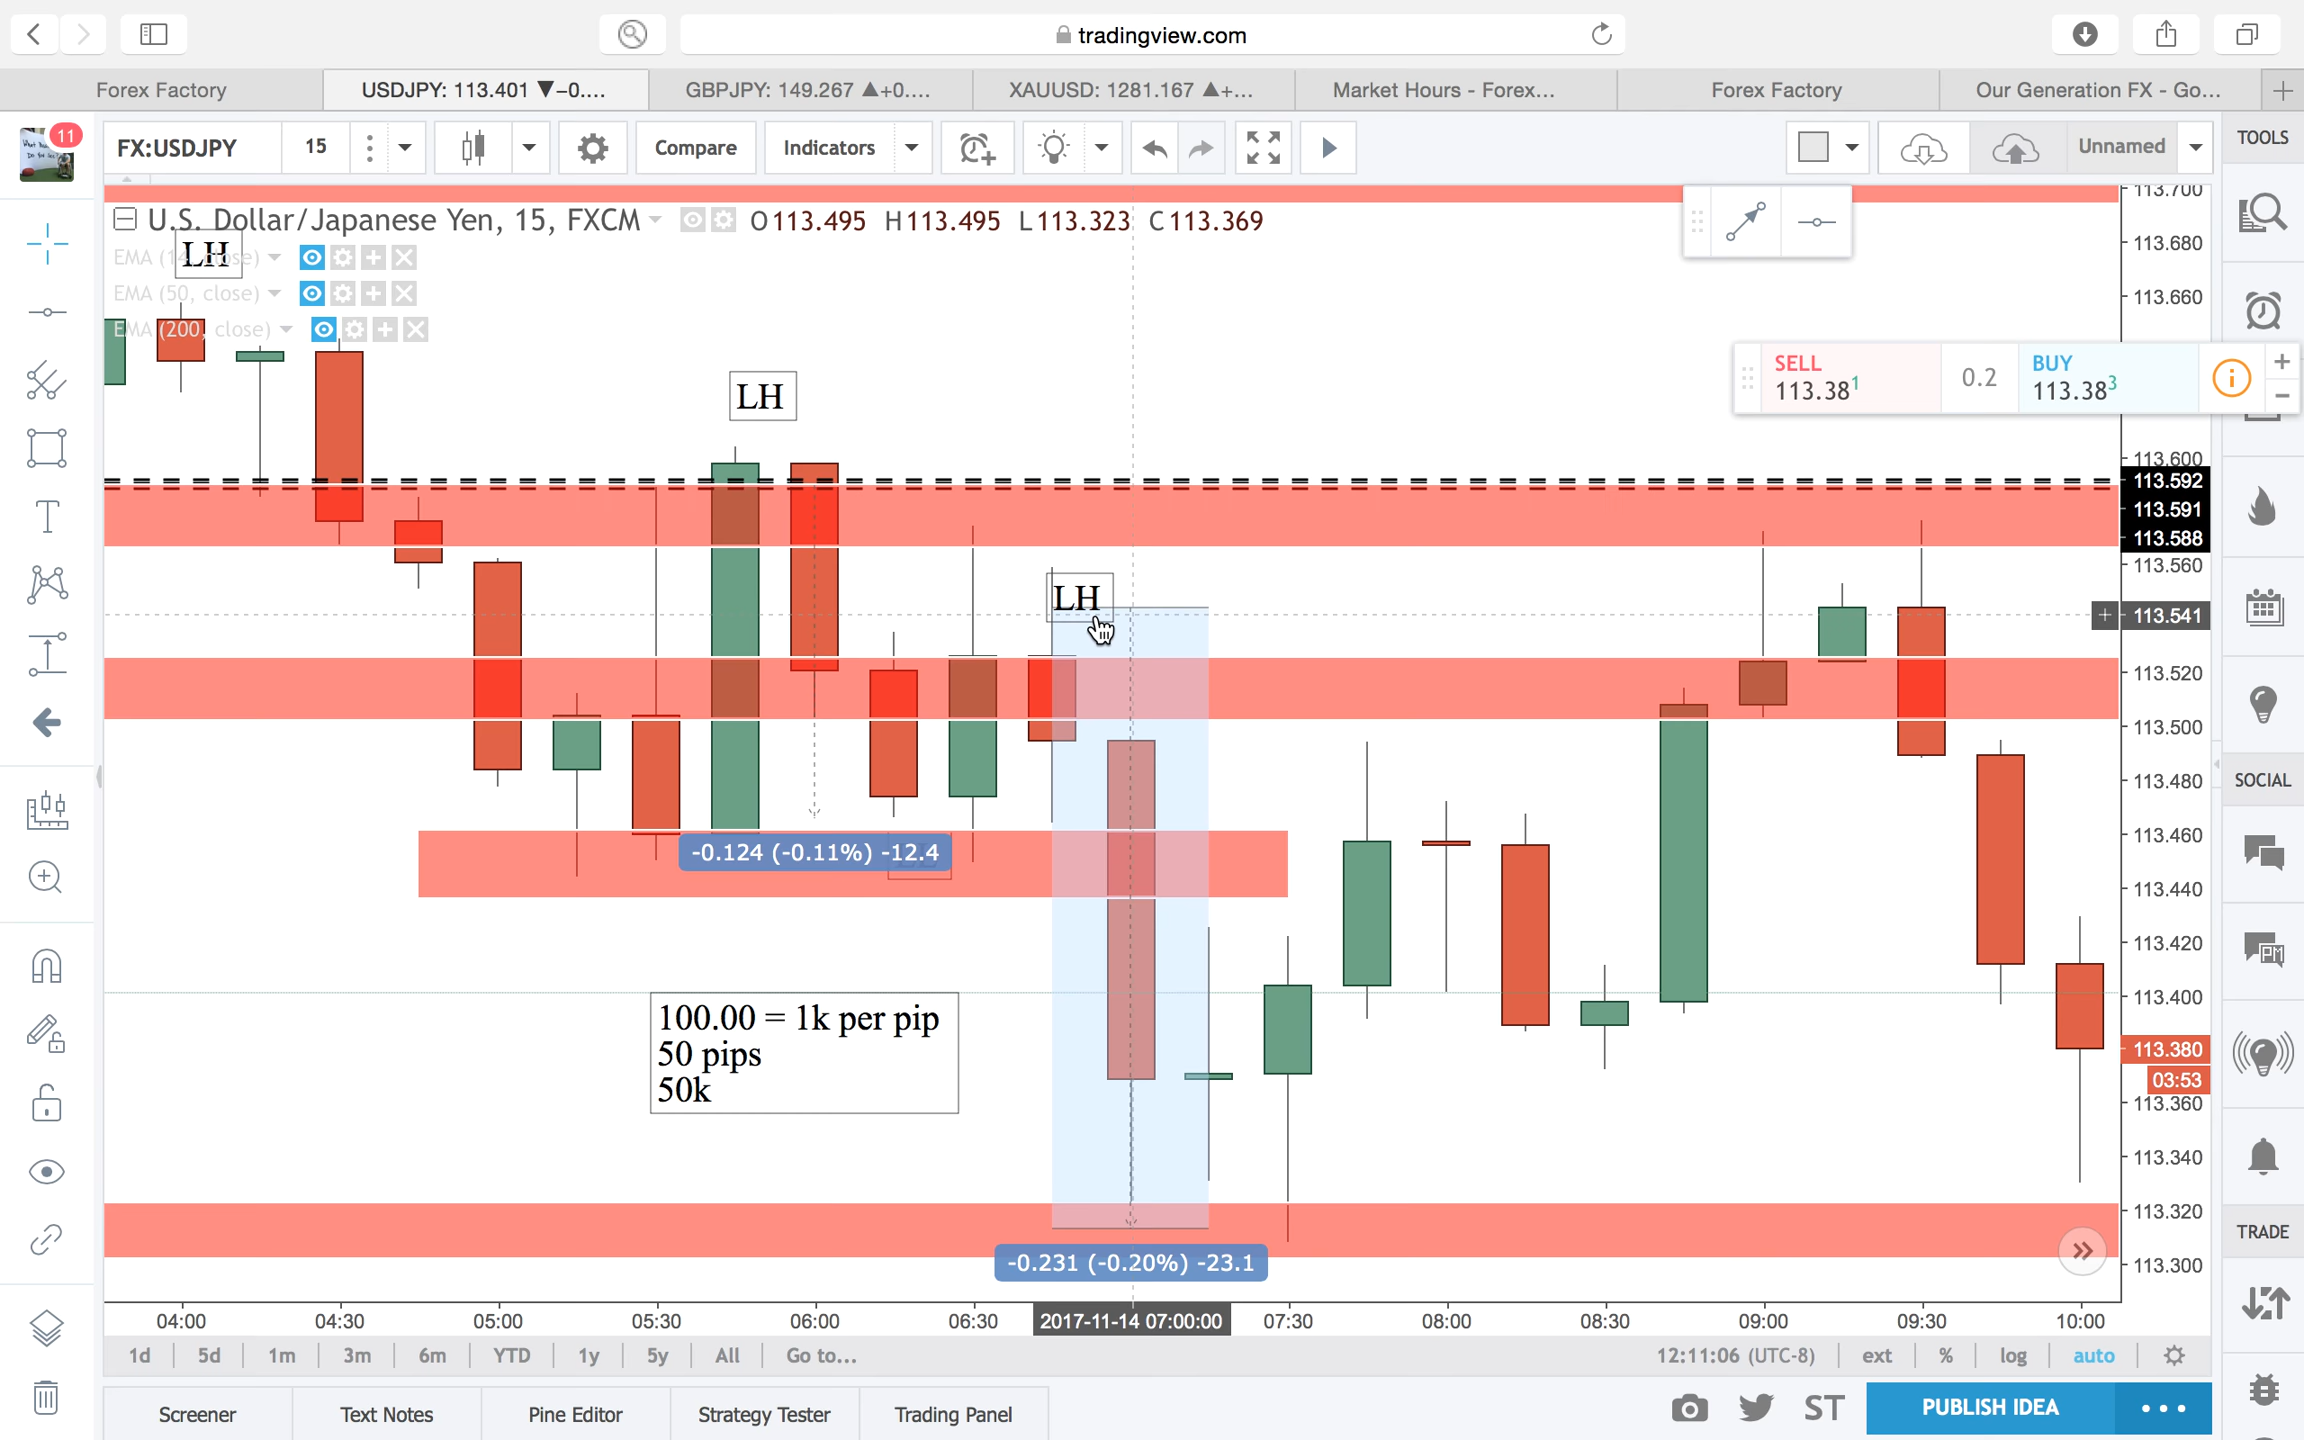 tradingview.com
Forex Factory
USDJPY: 113.401 ▼−0....
GBPJPY: 149.267 ▲+0....
XAUUSD: 1281.167 ▲+...
Market Hours - Forex...
Forex Factory
Our Generation FX - Go...
11
FX:USDJPY
15
Compare
Indicators
Unnamed
TOOLS
U.S. Dollar/Japanese Yen, 15, FXCM
O113.495 H113.495 L113.323 C113.369
LH
EMA (14, close)
EMA (50, close)
EMA (200, close)
113.700
113.680
113.660
SELL
113.381
0.2
BUY
113.383
LH
113.600
113.592
113.591
113.588
113.560
LH
113.541
113.520
113.500
113.480
SOCIAL
113.460
-0.124 (-0.11%) -12.4
113.440
113.420
PM
113.400
100.00 = 1k per pip
50 pips
50k
113.380
03:53
113.360
113.340
113.320
TRADE
-0.231 (-0.20%) -23.1
113.300
04:00
04:30
05:00
05:30
06:00
06:30
2017-11-14 07:00:00
07:30
08:00
08:30
09:00
09:30
10:00
1d
5d
1m
3m
6m
YTD
1y
5y
All
Go to...
12:11:06 (UTC-8)
ext
%
log
auto
Screener
Text Notes
Pine Editor
Strategy Tester
Trading Panel
ST
PUBLISH IDEA